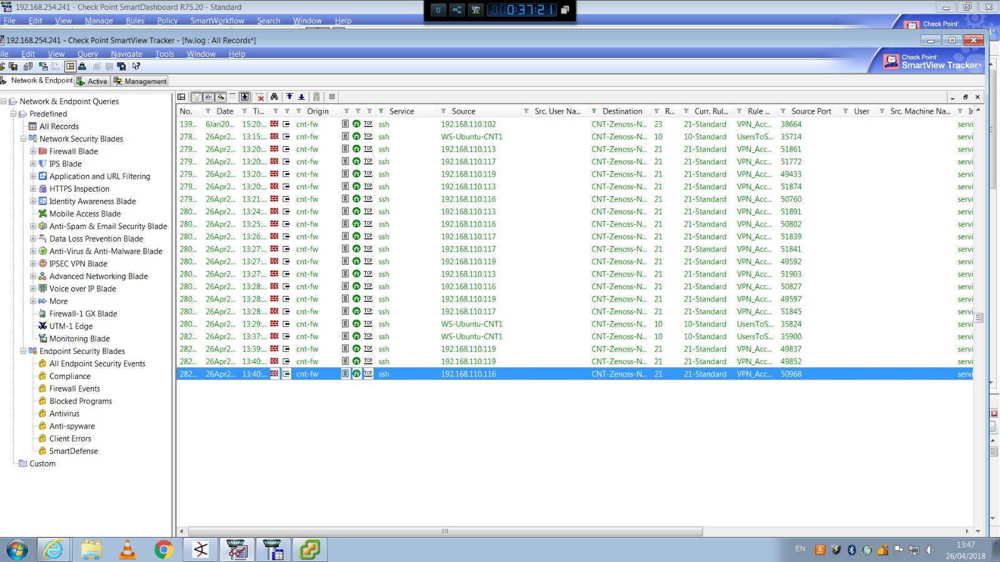 192.168.254.241 - Check Point SmartDashboard R75.20 - Standard
0 0:37:21
File Edit View Manage Rules Policy SmartWorkflow Search Window Help
Check Point
192.168.254.241 - Check Point SmartView Tracker - [fw.log : All Records*]
ile Edit View Query Navigate Tools Window Help
Check Point
SmartView Tracker
Network & Endpoint Active Management
Network & Endpoint Queries
Predefined
All Records
Network Security Blades
Firewall Blade
IPS Blade
Application and URL Filtering
HTTPS Inspection
Identity Awareness Blade
Mobile Access Blade
Anti-Spam & Email Security Blade
Data Loss Prevention Blade
Anti-Virus & Anti-Malware Blade
IPSEC VPN Blade
Advanced Networking Blade
Voice over IP Blade
More
Firewall-1 GX Blade
UTM-1 Edge
Monitoring Blade
Endpoint Security Blades
All Endpoint Security Events
Compliance
Firewall Events
Blocked Programs
Antivirus
Anti-spyware
Client Errors
SmartDefense
Custom
No. Date Ti... Origin Service Source Src. User Na... Destination R... Curr. Rul... Rule ... Source Port User Src. Machine Na... Ir
139... 6Jan20... 15:20:... cnt-fw TCP ssh 192.168.110.102 CNT-Zenoss-N... 23 21-Standard VPN_Acc... 38664 servi
278... 26Apr2... 13:15:... cnt-fw TCP ssh WS-Ubuntu-CNT1 CNT-Zenoss-N... 10 10-Standard UsersToS... 35714 servi
279... 26Apr2... 13:20:... cnt-fw TCP ssh 192.168.110.113 CNT-Zenoss-N... 21 21-Standard VPN_Acc... 51861 servi
279... 26Apr2... 13:20:... cnt-fw TCP ssh 192.168.110.117 CNT-Zenoss-N... 21 21-Standard VPN_Acc... 51772 servi
279... 26Apr2... 13:20:... cnt-fw TCP ssh 192.168.110.119 CNT-Zenoss-N... 21 21-Standard VPN_Acc... 49433 servi
279... 26Apr2... 13:20:... cnt-fw TCP ssh 192.168.110.113 CNT-Zenoss-N... 21 21-Standard VPN_Acc... 51874 servi
279... 26Apr2... 13:21:... cnt-fw TCP ssh 192.168.110.116 CNT-Zenoss-N... 21 21-Standard VPN_Acc... 50760 servi
280... 26Apr2... 13:24:... cnt-fw TCP ssh 192.168.110.113 CNT-Zenoss-N... 21 21-Standard VPN_Acc... 51891 servi
280... 26Apr2... 13:25:... cnt-fw TCP ssh 192.168.110.116 CNT-Zenoss-N... 21 21-Standard VPN_Acc... 50802 servi
280... 26Apr2... 13:26:... cnt-fw TCP ssh 192.168.110.117 CNT-Zenoss-N... 21 21-Standard VPN_Acc... 51839 servi
280... 26Apr2... 13:27:... cnt-fw TCP ssh 192.168.110.117 CNT-Zenoss-N... 21 21-Standard VPN_Acc... 51841 servi
280... 26Apr2... 13:27:... cnt-fw TCP ssh 192.168.110.119 CNT-Zenoss-N... 21 21-Standard VPN_Acc... 49592 servi
280... 26Apr2... 13:27:... cnt-fw TCP ssh 192.168.110.113 CNT-Zenoss-N... 21 21-Standard VPN_Acc... 51903 servi
280... 26Apr2... 13:28:... cnt-fw TCP ssh 192.168.110.116 CNT-Zenoss-N... 21 21-Standard VPN_Acc... 50827 servi
280... 26Apr2... 13:28:... cnt-fw TCP ssh 192.168.110.119 CNT-Zenoss-N... 21 21-Standard VPN_Acc... 49597 servi
280... 26Apr2... 13:28:... cnt-fw TCP ssh 192.168.110.117 CNT-Zenoss-N... 21 21-Standard VPN_Acc... 51845 servi
280... 26Apr2... 13:29:... cnt-fw TCP ssh WS-Ubuntu-CNT1 CNT-Zenoss-N... 10 10-Standard UsersToS... 35824 servi
282... 26Apr2... 13:37:... cnt-fw TCP ssh WS-Ubuntu-CNT1 CNT-Zenoss-N... 10 10-Standard UsersToS... 35900 servi
282... 26Apr2... 13:39:... cnt-fw TCP ssh 192.168.110.119 CNT-Zenoss-N... 21 21-Standard VPN_Acc... 49837 servi
282... 26Apr2... 13:40:... cnt-fw TCP ssh 192.168.110.119 CNT-Zenoss-N... 21 21-Standard VPN_Acc... 49852 servi
282... 26Apr2... 13:40:... cnt-fw TCP ssh 192.168.110.116 CNT-Zenoss-N... 21 21-Standard VPN_Acc... 50968 servi
EN
13:47
26/04/2018